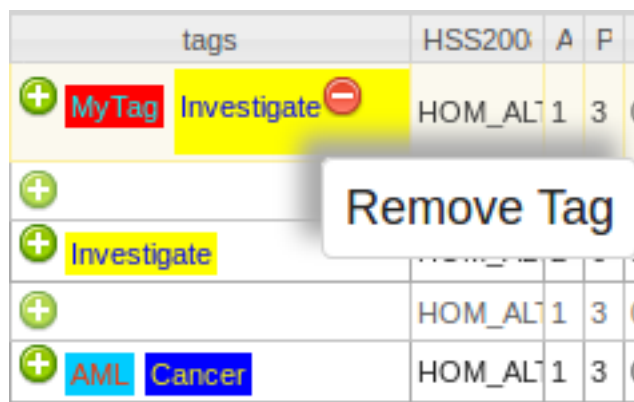 tags HSS200 A P
MyTag Investigate HOM_ALT 1 3
Remove Tag
Investigate
HOM_ALT 1 3
AML Cancer HOM_ALT 1 3